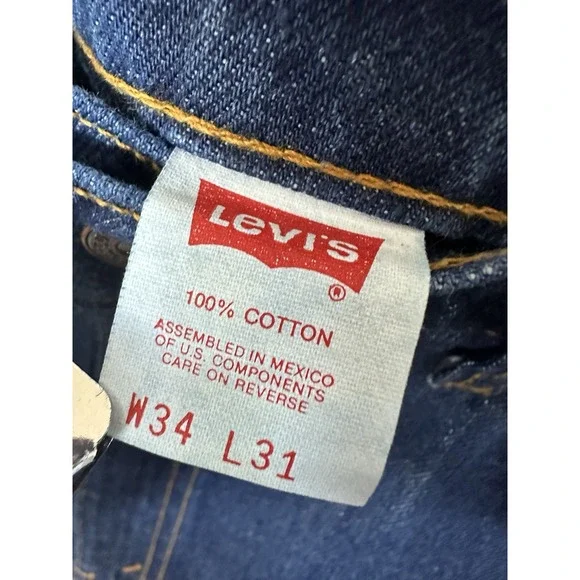 Levi's
®
100% COTTON
ASSEMBLED IN MEXICO
OF U.S. COMPONENTS
CARE ON REVERSE
W34 L31